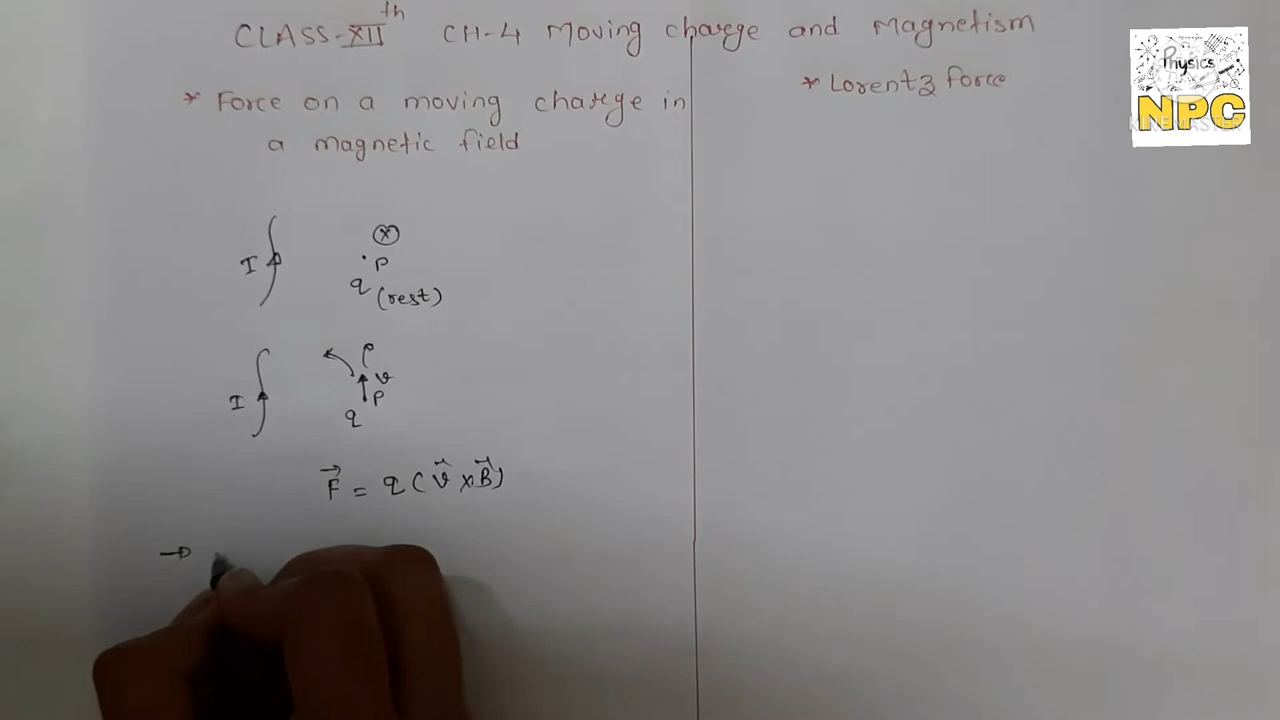 CLASS-XIIth CH-4 Moving charge and Magnetism
* Force on a moving charge in
a magnetic field
I
⊗
. P
q (rest)
I
P
v
P
q
F⃗ = q (v⃗ × B⃗)
→
* Lorentz force
Physics
NPC
KINEMASTER